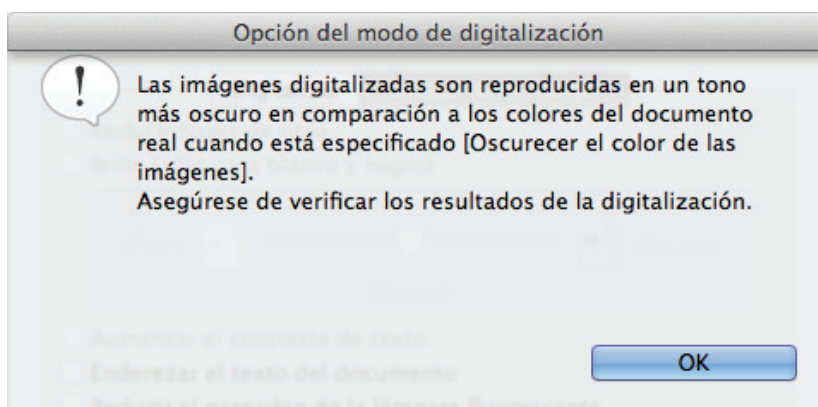 Opción del modo de digitalización
Las imágenes digitalizadas son reproducidas en un tono
más oscuro en comparación a los colores del documento
real cuando está especificado [Oscurecer el color de las
imágenes].
Asegúrese de verificar los resultados de la digitalización.
Aumentar el contraste de texto
OK
Enderezar el texto del documento